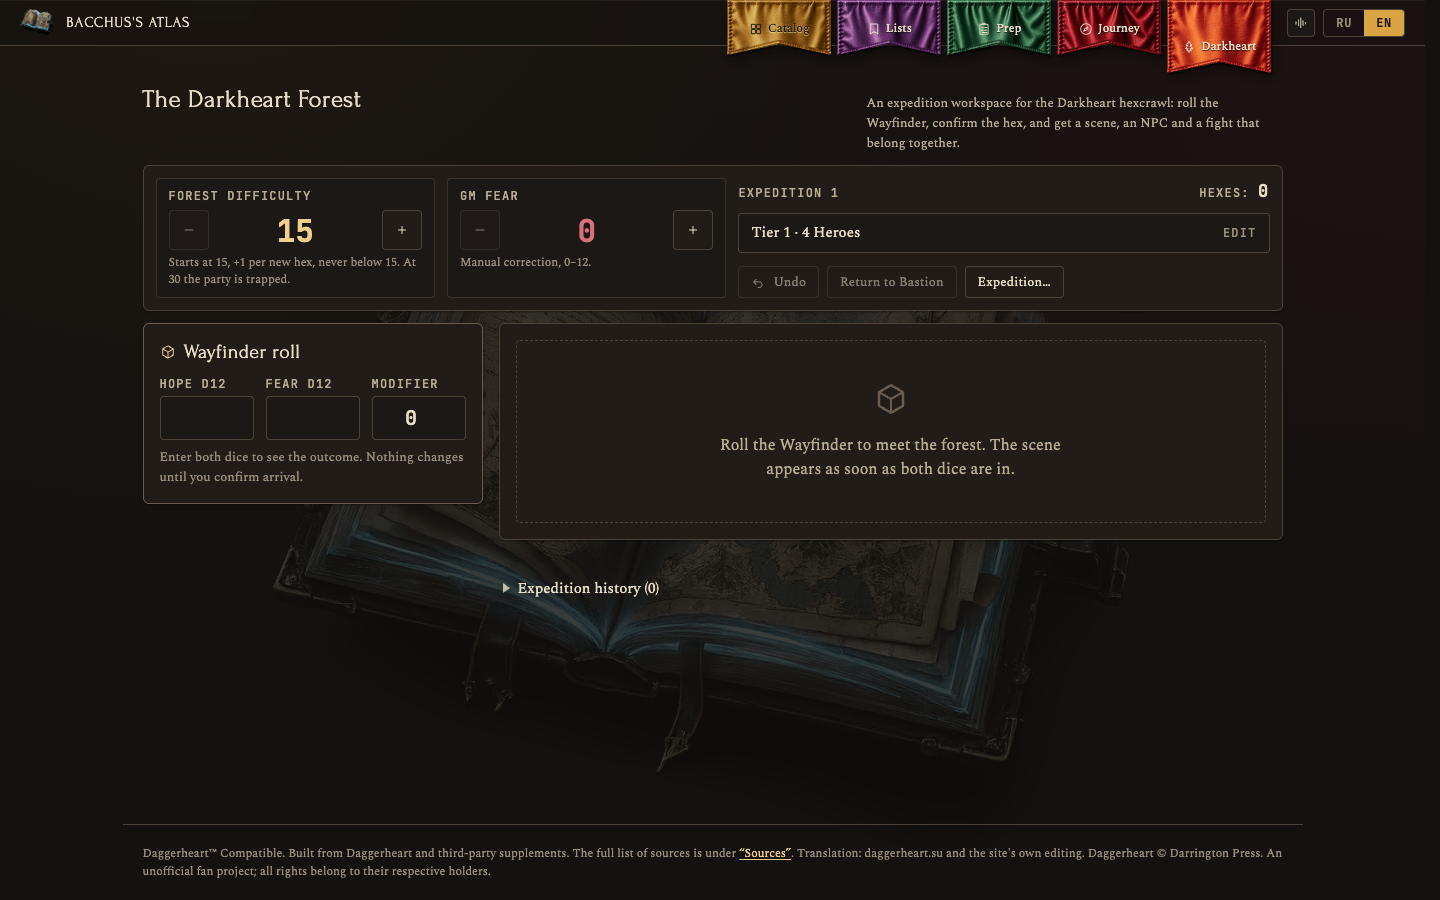 BACCHUS'S ATLAS
Catalog
Lists
Prep
Journey
Darkheart
RU
EN
The Darkheart Forest
An expedition workspace for the Darkheart hexcrawl: roll the
Wayfinder, confirm the hex, and get a scene, an NPC and a fight that
belong together.
FOREST DIFFICULTY
− 15 +
Starts at 15, +1 per new hex, never below 15. At
30 the party is trapped.
GM FEAR
− 0 +
Manual correction, 0–12.
EXPEDITION 1
HEXES: 0
Tier 1 · 4 Heroes
EDIT
Undo
Return to Bastion
Expedition…
Wayfinder roll
HOPE D12
FEAR D12
MODIFIER
0
Enter both dice to see the outcome. Nothing changes
until you confirm arrival.
Roll the Wayfinder to meet the forest. The scene
appears as soon as both dice are in.
Expedition history (0)
Daggerheart™ Compatible. Built from Daggerheart and third-party supplements. The full list of sources is under “Sources”. Translation: daggerheart.su and the site's own editing. Daggerheart © Darrington Press. An
unofficial fan project; all rights belong to their respective holders.